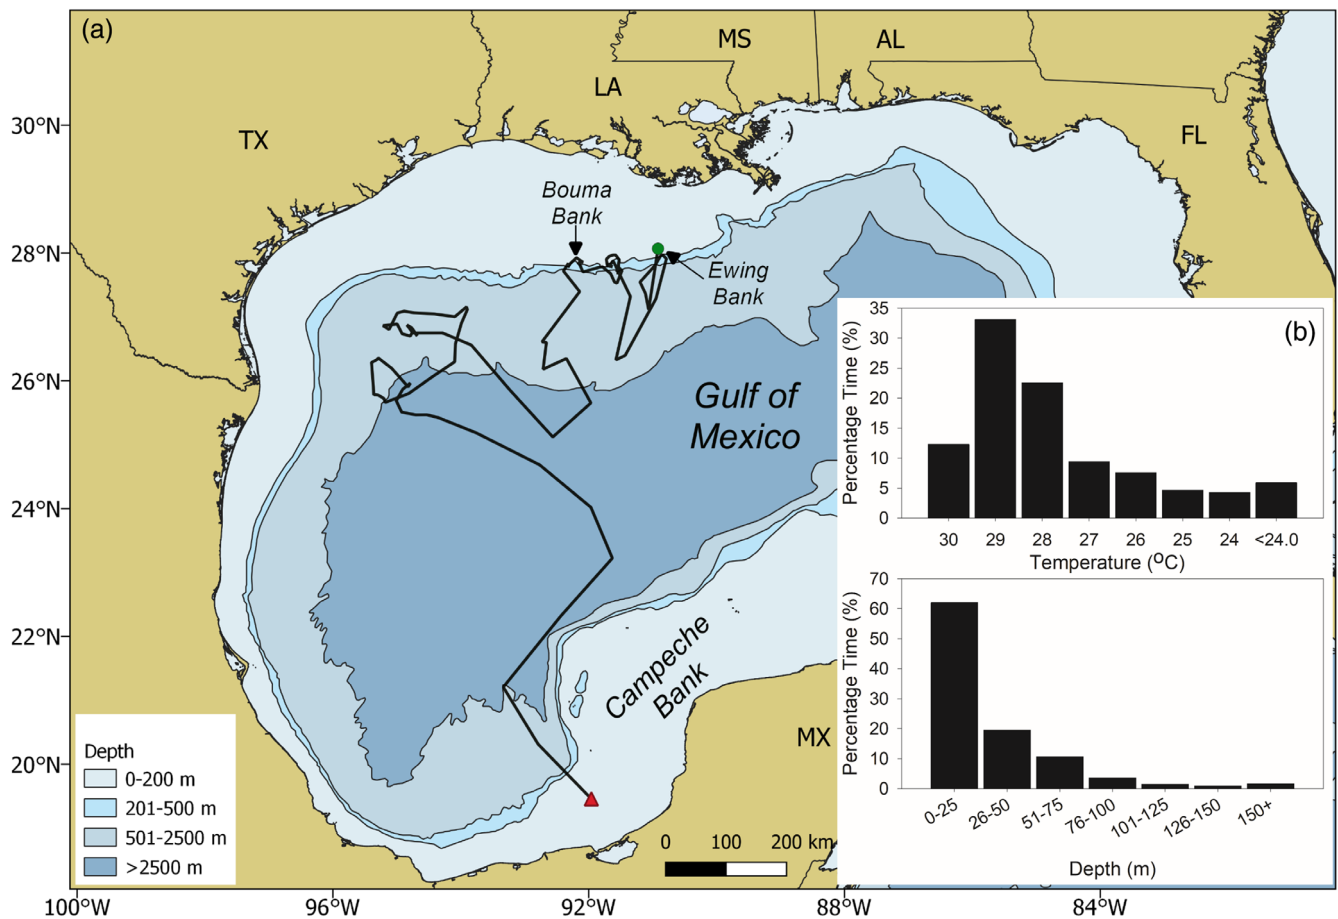 (a)
MS
AL
LA
TX
FL
30°N
28°N
26°N
24°N
22°N
20°N
Bouma
Bank
Ewing
Bank
Gulf of
Mexico
Campeche
Bank
MX
Depth
0-200 m
201-500 m
501-2500 m
>2500 m
0 100 200 km
100°W 96°W 92°W 88°W 84°W
(b)
Percentage Time (%)
35
30
25
20
15
10
5
0
30 29 28 27 26 25 24 <24.0
Temperature (ºC)
Percentage Time (%)
70
60
50
40
30
20
10
0
0-25 26-50 51-75 76-100 101-125 126-150 150+
Depth (m)